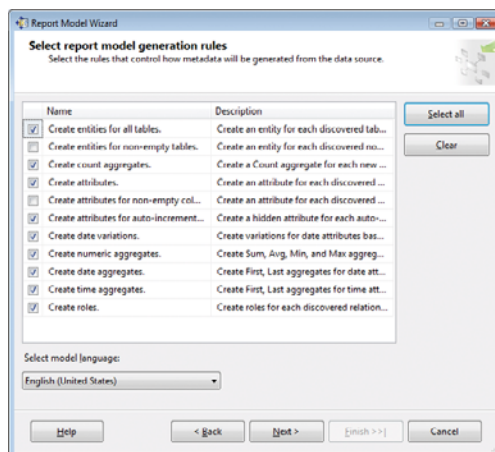 Report Model Wizard
Select report model generation rules
Select the rules that control how metadata will be generated from the data source.
Name Description
Create entities for all tables. Create an entity for each discovered tab...
Create entities for non-empty tables. Create an entity for each discovered no...
Create count aggregates. Create a Count aggregate for each new ...
Create attributes. Create an attribute for each discovered ...
Create attributes for non-empty col... Create an attribute for each discovered ...
Create attributes for auto-increment... Create a hidden attribute for each auto-...
Create date variations. Create variations for date attributes bas...
Create numeric aggregates. Create Sum, Avg, Min, and Max aggreg...
Create date aggregates. Create First, Last aggregates for date att...
Create time aggregates. Create First, Last aggregates for time att...
Create roles. Create roles for each discovered relation...
Select all
Clear
Select model language:
English (United States)
Help < Back Next > Finish >>| Cancel